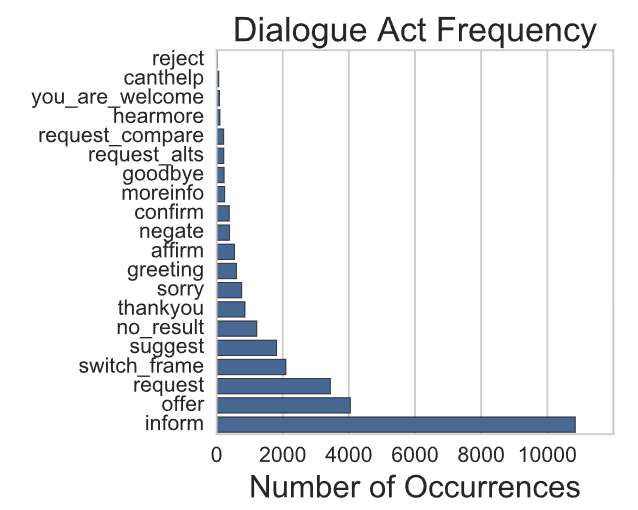 Dialogue Act Frequency
reject
canthelp
you_are_welcome
hearmore
request_compare
request_alts
goodbye
moreinfo
confirm
negate
affirm
greeting
sorry
thankyou
no_result
suggest
switch_frame
request
offer
inform
0 2000 4000 6000 8000 10000
Number of Occurrences